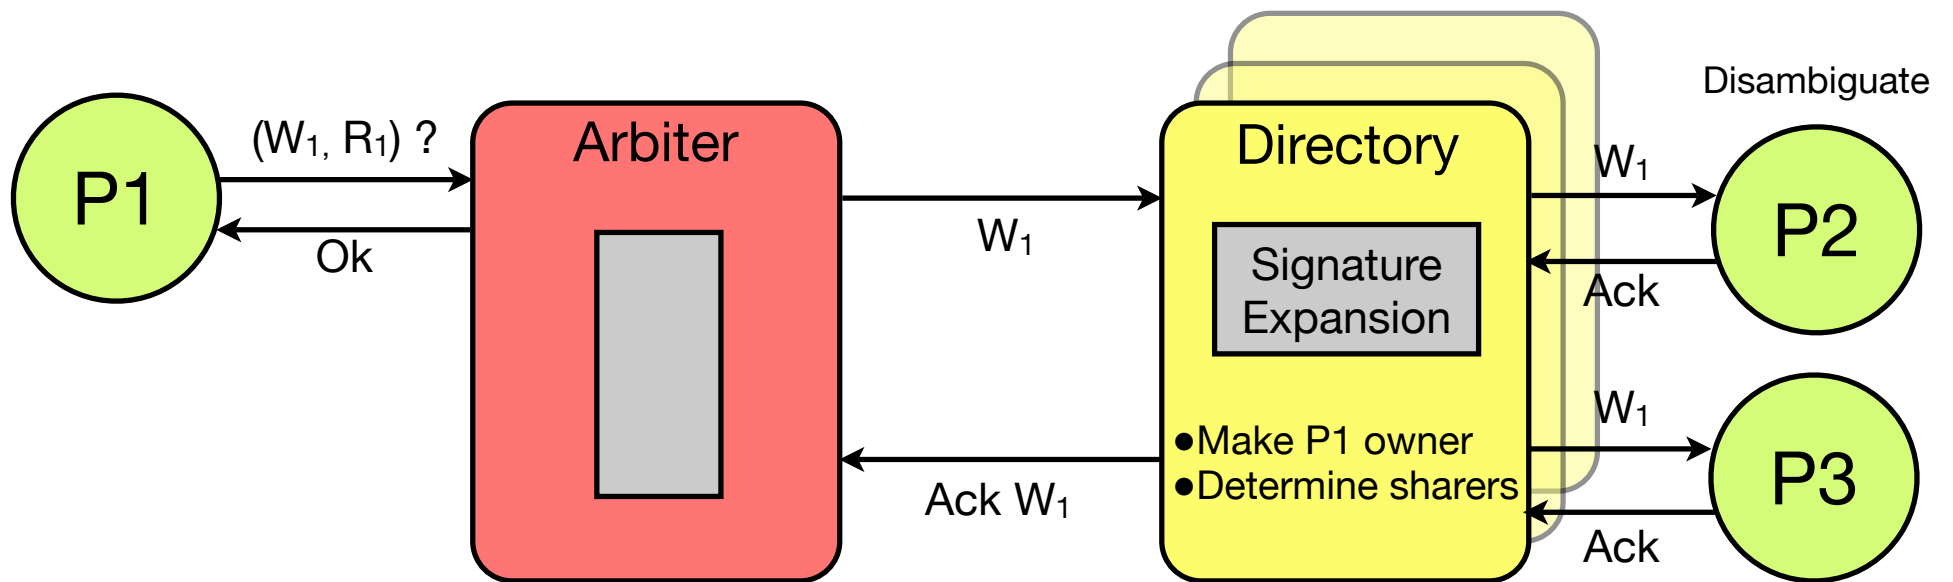 P1
(W₁, R₁) ?
Ok
Arbiter
W₁
Ack W₁
Directory
Signature
Expansion
●Make P1 owner
●Determine sharers
Disambiguate
W₁
P2
Ack
W₁
P3
Ack